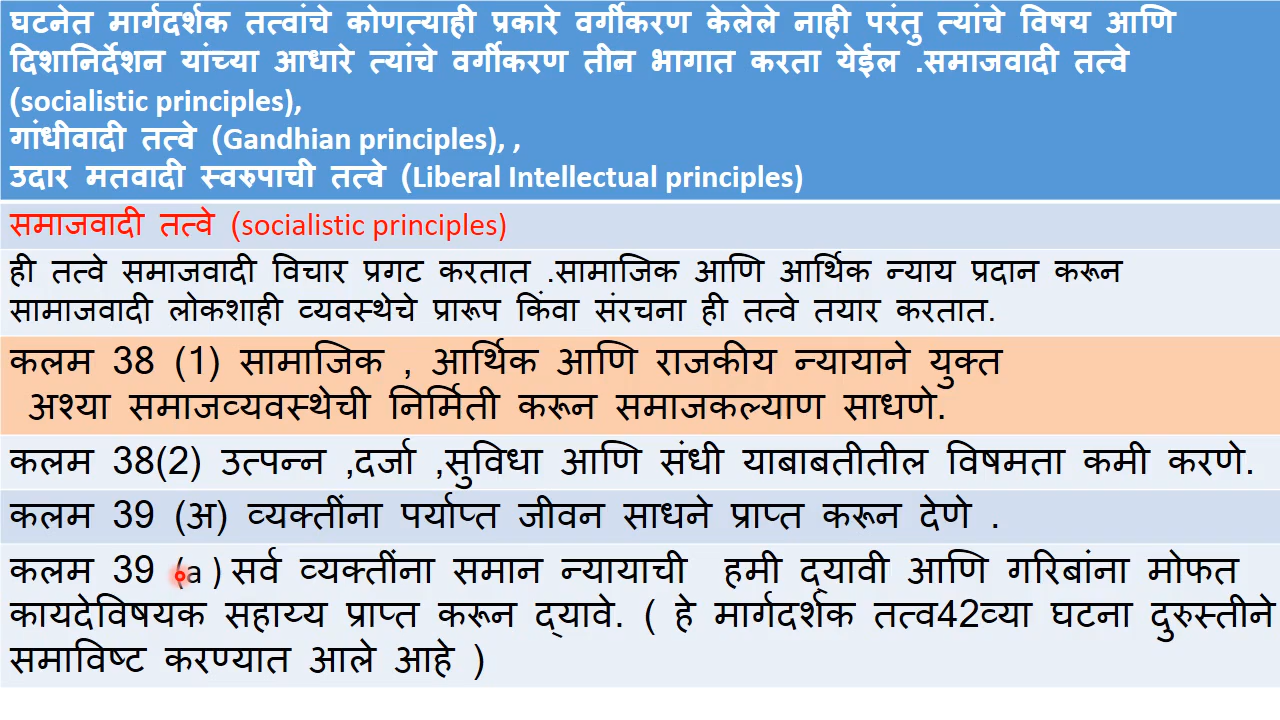 घटनेत मार्गदर्शक तत्वांचे कोणत्याही प्रकारे वर्गीकरण केलेले नाही परंतु त्यांचे विषय आणि
दिशानिर्देशन यांच्या आधारे त्यांचे वर्गीकरण तीन भागात करता येईल .समाजवादी तत्वे
(socialistic principles),
गांधीवादी तत्वे (Gandhian principles), ,
उदार मतवादी स्वरुपाची तत्वे (Liberal Intellectual principles)
समाजवादी तत्वे (socialistic principles)
ही तत्वे समाजवादी विचार प्रगट करतात .सामाजिक आणि आर्थिक न्याय प्रदान करून
सामाजवादी लोकशाही व्यवस्थेचे प्रारूप किंवा संरचना ही तत्वे तयार करतात.
कलम 38 (1) सामाजिक , आर्थिक आणि राजकीय न्यायाने युक्त
अश्या समाजव्यवस्थेची निर्मिती करून समाजकल्याण साधणे.
कलम 38(2) उत्पन्न ,दर्जा ,सुविधा आणि संधी याबाबतीतील विषमता कमी करणे.
कलम 39 (अ) व्यक्तींना पर्याप्त जीवन साधने प्राप्त करून देणे .
कलम 39 (a ) सर्व व्यक्तींना समान न्यायाची हमी द्यावी आणि गरिबांना मोफत
कायदेविषयक सहाय्य प्राप्त करून द्यावे. ( हे मार्गदर्शक तत्व42व्या घटना दुरुस्तीने
समाविष्ट करण्यात आले आहे )